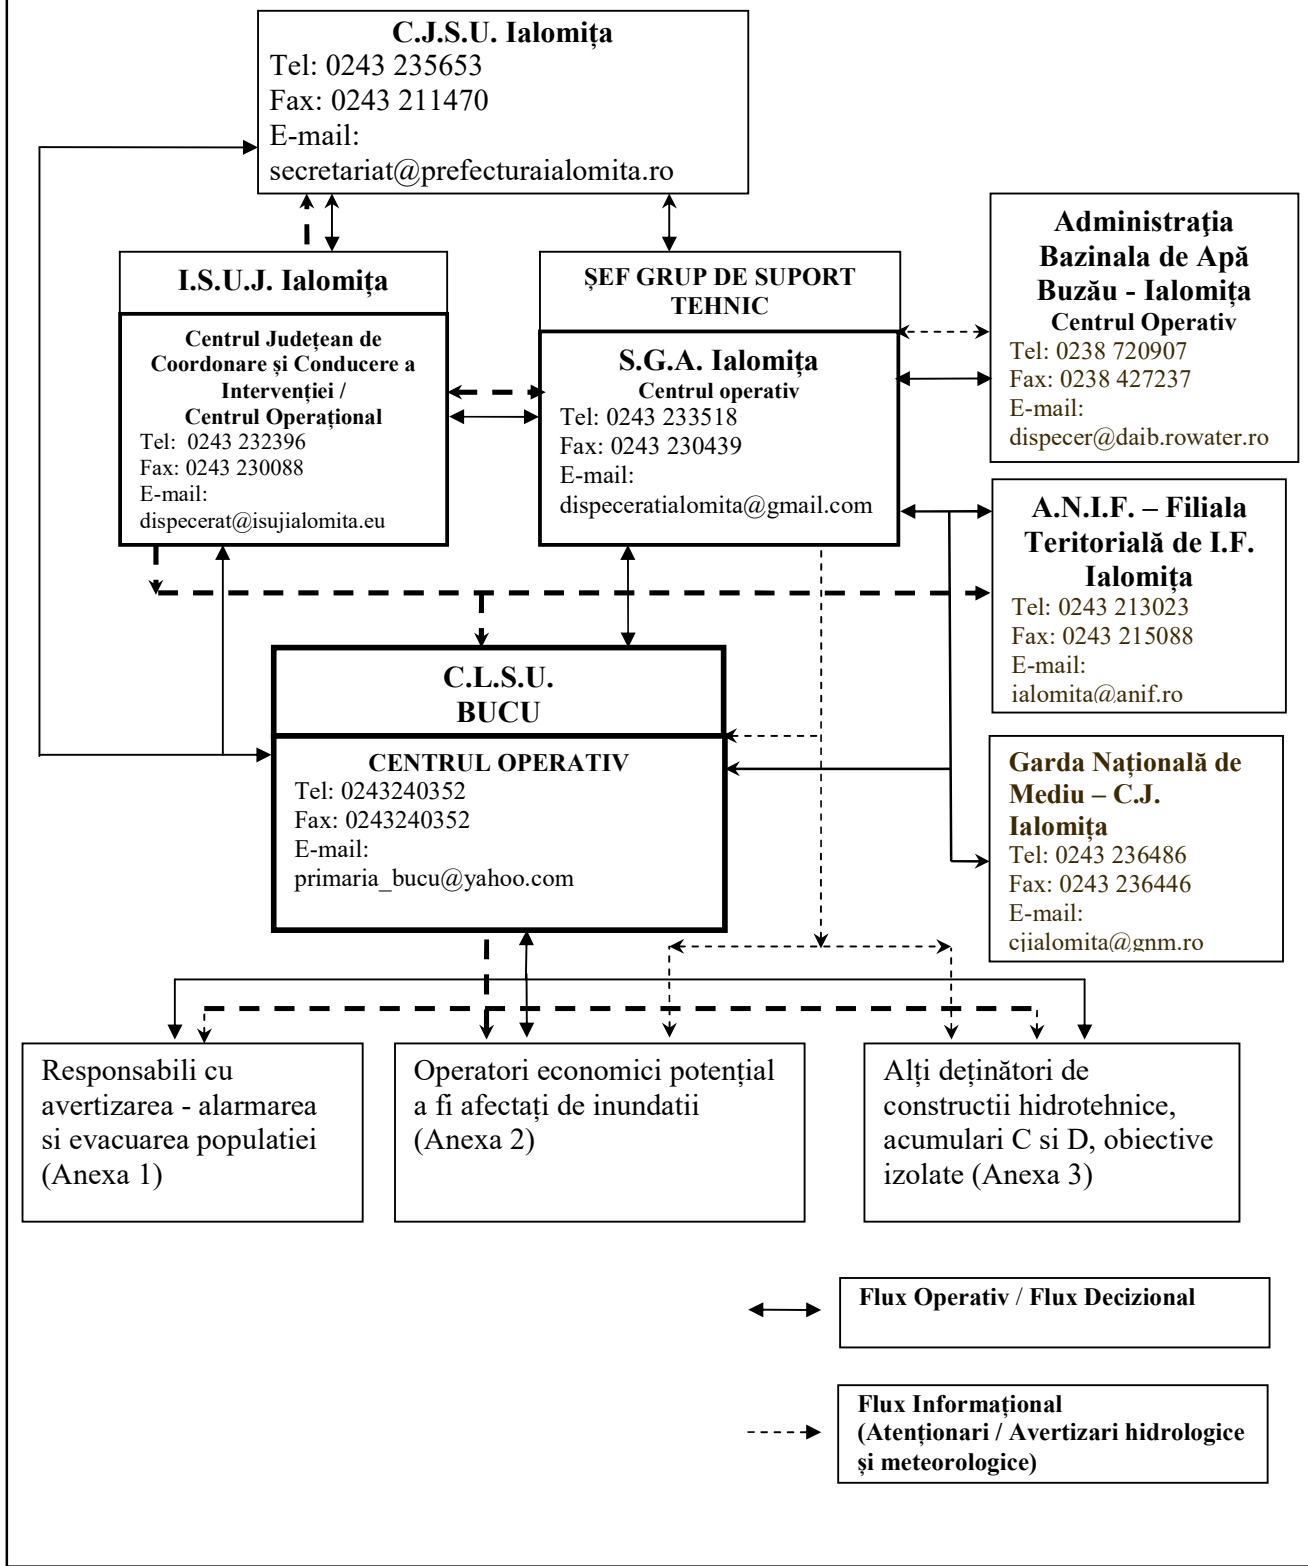 C.J.S.U. Ialomița
Tel: 0243 235653
Fax: 0243 211470
E-mail:
secretariat@prefecturaialomita.ro
I.S.U.J. Ialomița
Centrul Județean de
Coordonare și Conducere a
Intervenției /
Centrul Operațional
Tel:  0243 232396
Fax: 0243 230088
E-mail:
dispecerat@isujialomita.eu
ȘEF GRUP DE SUPORT
TEHNIC
S.G.A. Ialomița
Centrul operativ
Tel: 0243 233518
Fax: 0243 230439
E-mail:
dispeceratialomita@gmail.com
Administraţia
Bazinala de Apă
Buzău - Ialomița
Centrul Operativ
Tel: 0238 720907
Fax: 0238 427237
E-mail:
dispecer@daib.rowater.ro
A.N.I.F. – Filiala
Teritorială de I.F.
Ialomița
Tel: 0243 213023
Fax: 0243 215088
E-mail:
ialomita@anif.ro
C.L.S.U.
BUCU
CENTRUL OPERATIV
Tel: 0243240352
Fax: 0243240352
E-mail:
primaria_bucu@yahoo.com
Garda Națională de
Mediu – C.J.
Ialomița
Tel: 0243 236486
Fax: 0243 236446
E-mail:
cjialomita@gnm.ro
Responsabili cu
avertizarea - alarmarea
si evacuarea populatiei
(Anexa 1)
Operatori economici potențial
a fi afectați de inundatii
(Anexa 2)
Alți deținători de
constructii hidrotehnice,
acumulari C si D, obiective
izolate (Anexa 3)
Flux Operativ / Flux Decizional
Flux Informațional
(Atenționari / Avertizari hidrologice
și meteorologice)